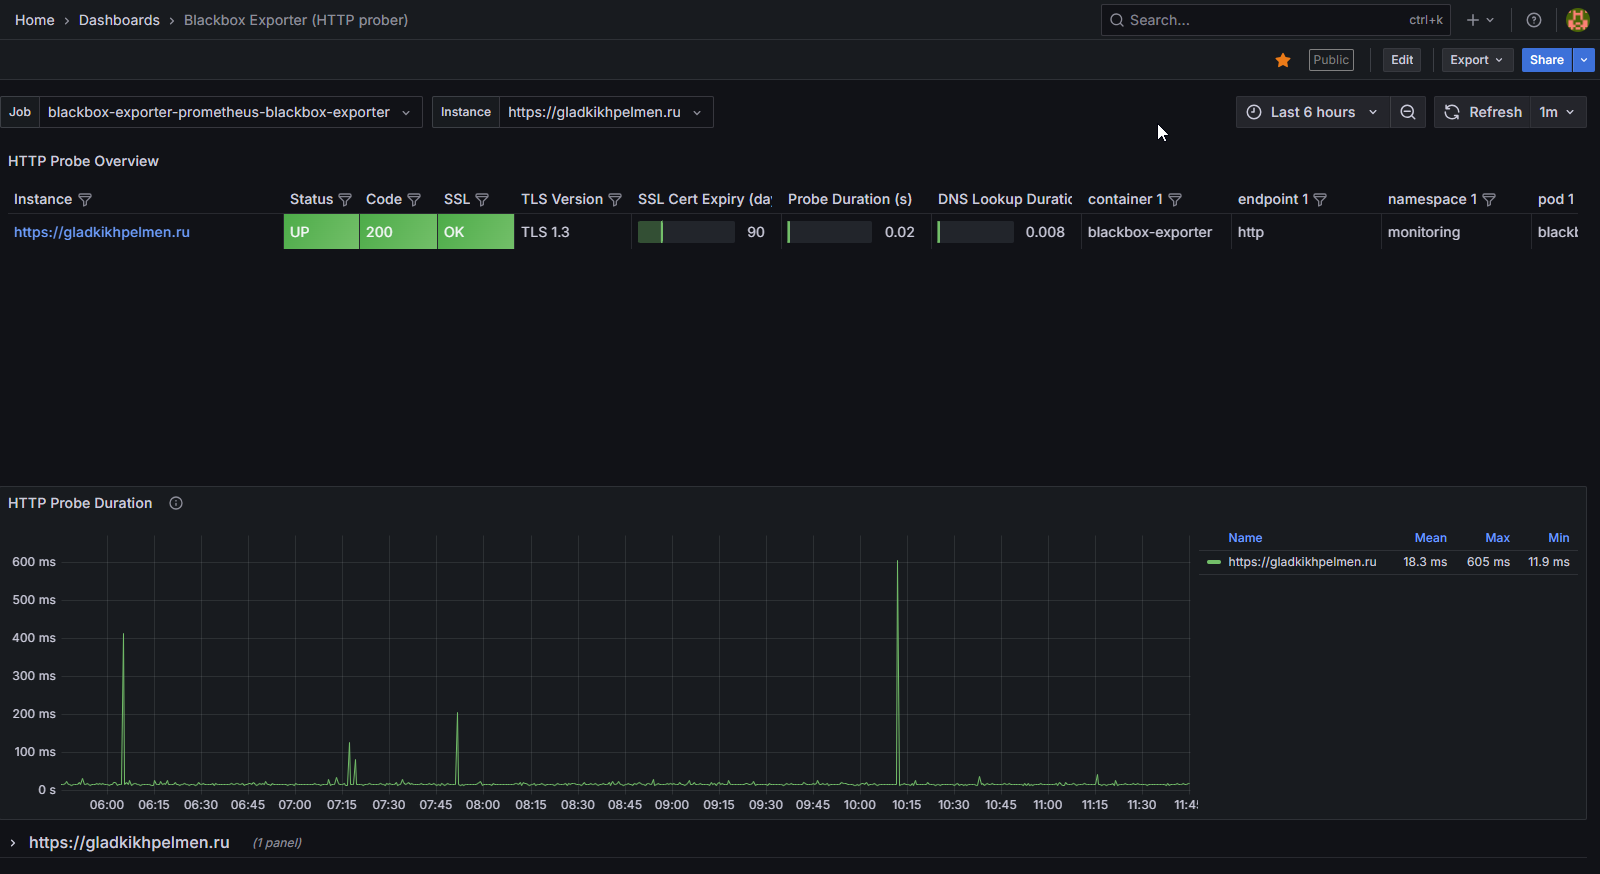 Home › Dashboards › Blackbox Exporter (HTTP prober)
Search... ctrl+k
Public Edit Export Share
Job blackbox-exporter-prometheus-blackbox-exporter Instance https://gladkikhpelmen.ru Last 6 hours Refresh 1m
HTTP Probe Overview
Instance Status Code SSL TLS Version SSL Cert Expiry (day Probe Duration (s) DNS Lookup Duratic container 1 endpoint 1 namespace 1 pod 1
https://gladkikhpelmen.ru UP 200 OK TLS 1.3 90 0.02 0.008 blackbox-exporter http monitoring blackb
HTTP Probe Duration
Name Mean Max Min
https://gladkikhpelmen.ru 18.3 ms 605 ms 11.9 ms
600 ms
500 ms
400 ms
300 ms
200 ms
100 ms
0 s
06:00 06:15 06:30 06:45 07:00 07:15 07:30 07:45 08:00 08:15 08:30 08:45 09:00 09:15 09:30 09:45 10:00 10:15 10:30 10:45 11:00 11:15 11:30 11:45
https://gladkikhpelmen.ru (1 panel)